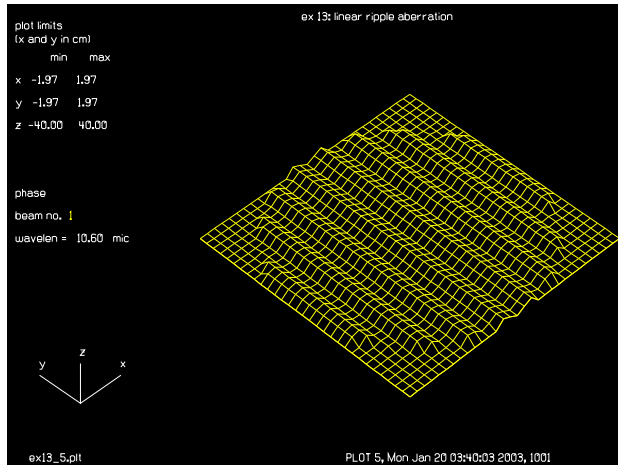 ex 13: linear ripple aberration
plot limits
(x and y in cm)
min max
x -1.97 1.97
y -1.97 1.97
z -40.00 40.00
phase
beam no. 1
wavelen = 10.60 mic
y z x
ex13_5.plt
PLOT 5, Mon Jan 20 03:40:03 2003, 1001